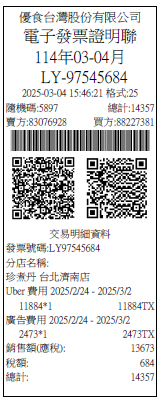 優食台灣股份有限公司
電子發票證明聯
114年03-04月
LY-97545684
2025-03-04 15:46:21 格式:25
隨機碼:5897 總計:14357
賣方:83076928 買方:88227381
交易明細資料
發票號碼:LY97545684
分店名稱:
珍煮丹 台北濟南店
Uber 費用 2025/2/24 - 2025/3/2
11884*1 11884TX
廣告費用 2025/2/24 - 2025/3/2
2473*1 2473TX
銷售額(應稅): 13673
稅額: 684
總計: 14357